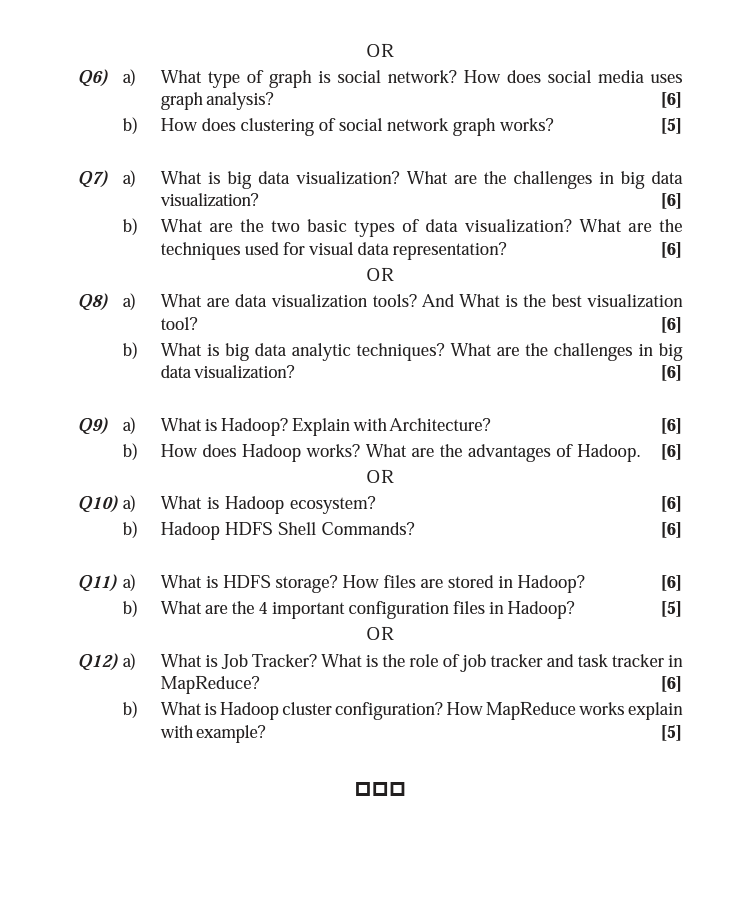 OR
Q6) a) What type of graph is social network? How does social media uses
graph analysis? [6]
b) How does clustering of social network graph works? [5]
Q7) a) What is big data visualization? What are the challenges in big data
visualization? [6]
b) What are the two basic types of data visualization? What are the
techniques used for visual data representation? [6]
OR
Q8) a) What are data visualization tools? And What is the best visualization
tool? [6]
b) What is big data analytic techniques? What are the challenges in big
data visualization? [6]
Q9) a) What is Hadoop? Explain with Architecture? [6]
b) How does Hadoop works? What are the advantages of Hadoop. [6]
OR
Q10) a) What is Hadoop ecosystem? [6]
b) Hadoop HDFS Shell Commands? [6]
Q11) a) What is HDFS storage? How files are stored in Hadoop? [6]
b) What are the 4 important configuration files in Hadoop? [5]
OR
Q12) a) What is Job Tracker? What is the role of job tracker and task tracker in
MapReduce? [6]
b) What is Hadoop cluster configuration? How MapReduce works explain
with example? [5]